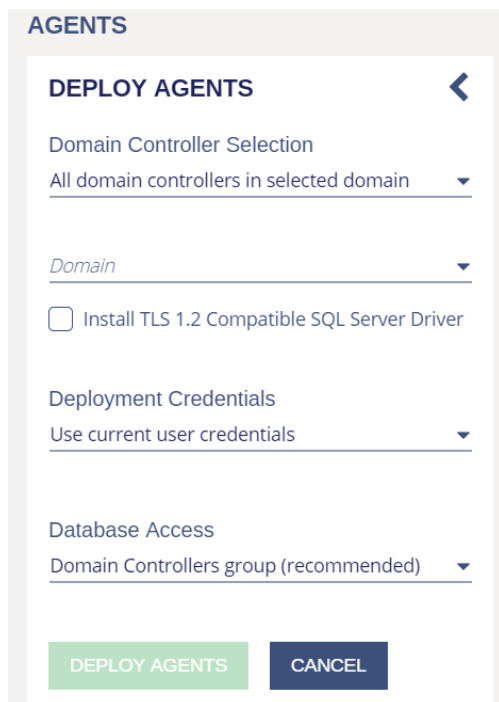 AGENTS
DEPLOY AGENTS
Domain Controller Selection
All domain controllers in selected domain
Domain
Install TLS 1.2 Compatible SQL Server Driver
Deployment Credentials
Use current user credentials
Database Access
Domain Controllers group (recommended)
DEPLOY AGENTS CANCEL